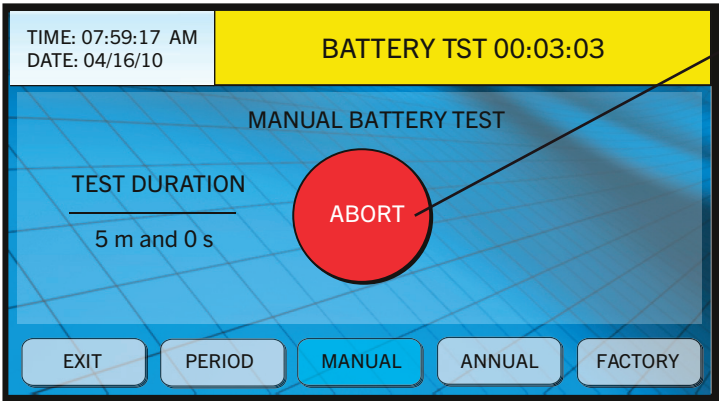 TIME: 07:59:17 AM
DATE: 04/16/10
BATTERY TST 00:03:03
MANUAL BATTERY TEST
TEST DURATION
5 m and 0 s
ABORT
EXIT
PERIOD
MANUAL
ANNUAL
FACTORY